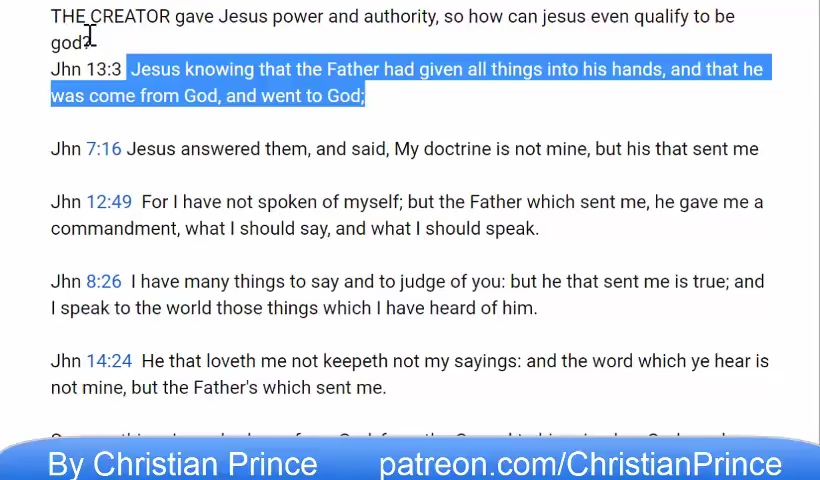 THE CREATOR gave Jesus power and authority, so how can jesus even qualify to be
god?
Jhn 13:3 Jesus knowing that the Father had given all things into his hands, and that he
was come from God, and went to God;
Jhn 7:16 Jesus answered them, and said, My doctrine is not mine, but his that sent me
Jhn 12:49 For I have not spoken of myself; but the Father which sent me, he gave me a
commandment, what I should say, and what I should speak.
Jhn 8:26 I have many things to say and to judge of you: but he that sent me is true; and
I speak to the world those things which I have heard of him.
Jhn 14:24 He that loveth me not keepeth not my sayings: and the word which ye hear is
not mine, but the Father's which sent me.
By Christian Prince patreon.com/ChristianPrince